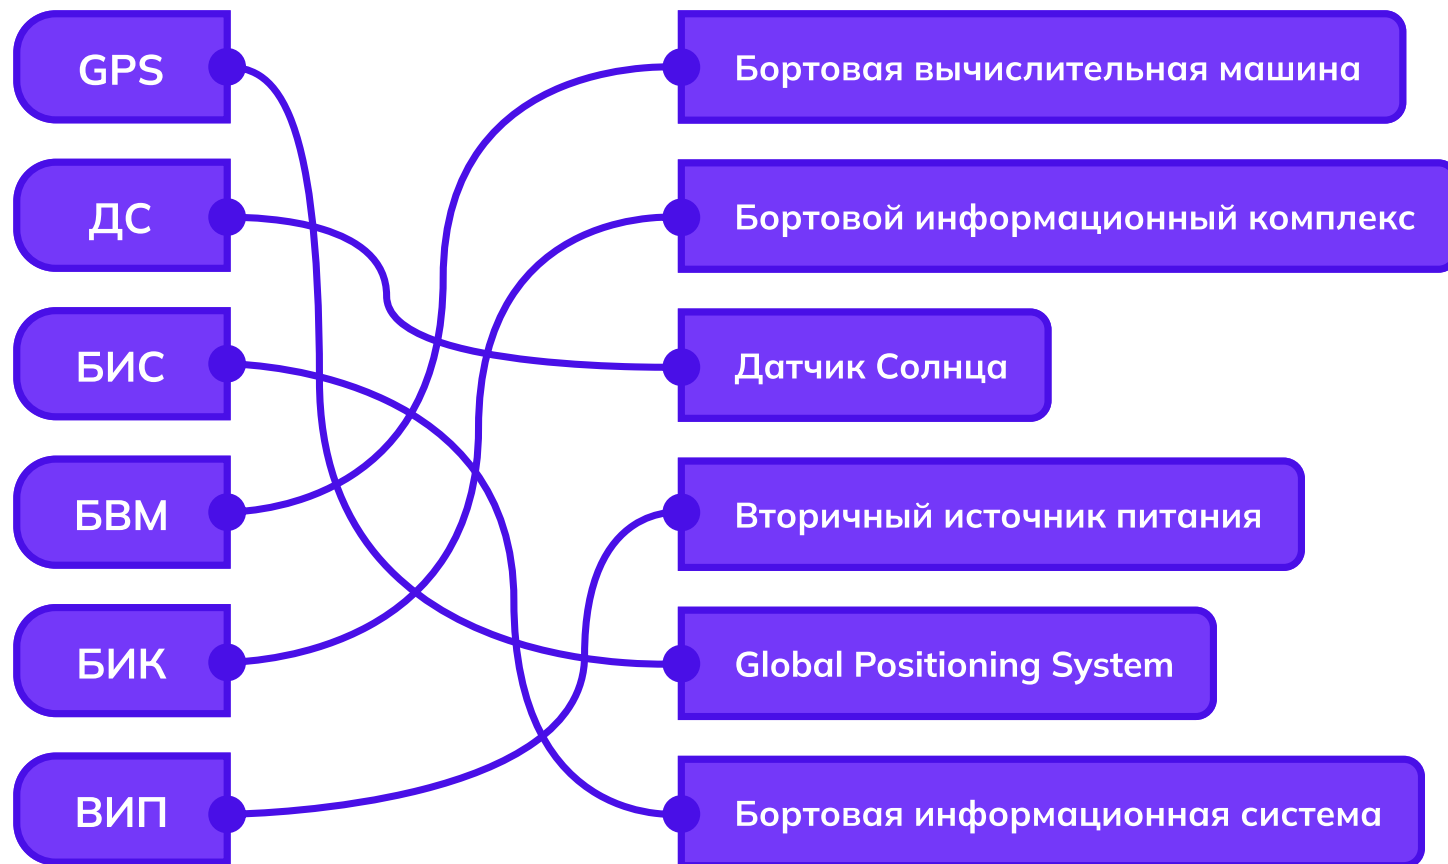 GPS
Бортовая вычислительная машина
ДС
Бортовой информационный комплекс
БИС
Датчик Солнца
БВМ
Вторичный источник питания
БИК
Global Positioning System
ВИП
Бортовая информационная система